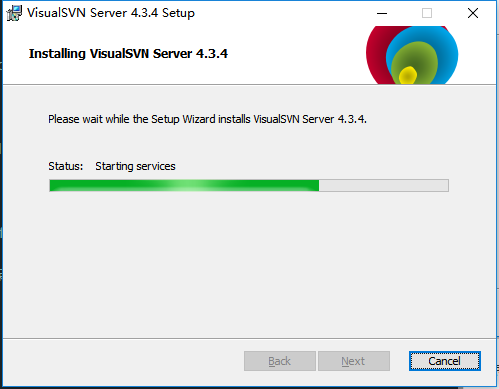 VisualSVN Server 4.3.4 Setup
Installing VisualSVN Server 4.3.4
Please wait while the Setup Wizard installs VisualSVN Server 4.3.4.
Status: Starting services
Back Next Cancel